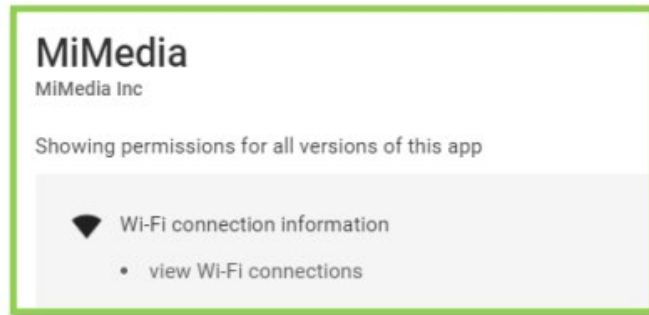 MiMedia
MiMedia Inc
Showing permissions for all versions of this app
Wi-Fi connection information
• view Wi-Fi connections